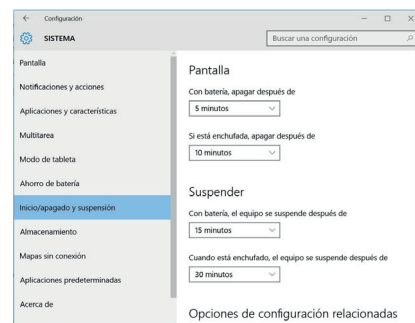 Configuración
SISTEMA
Buscar una configuración
Pantalla
Notificaciones y acciones
Aplicaciones y características
Multitarea
Modo de tableta
Ahorro de batería
Inicio/apagado y suspensión
Almacenamiento
Mapas sin conexión
Aplicaciones predeterminadas
Acerca de
Pantalla
Con batería, apagar después de
5 minutos
Si está enchufada, apagar después de
10 minutos
Suspender
Con batería, el equipo se suspende después de
15 minutos
Cuando está enchufado, el equipo se suspende después de
30 minutos
Opciones de configuración relacionadas